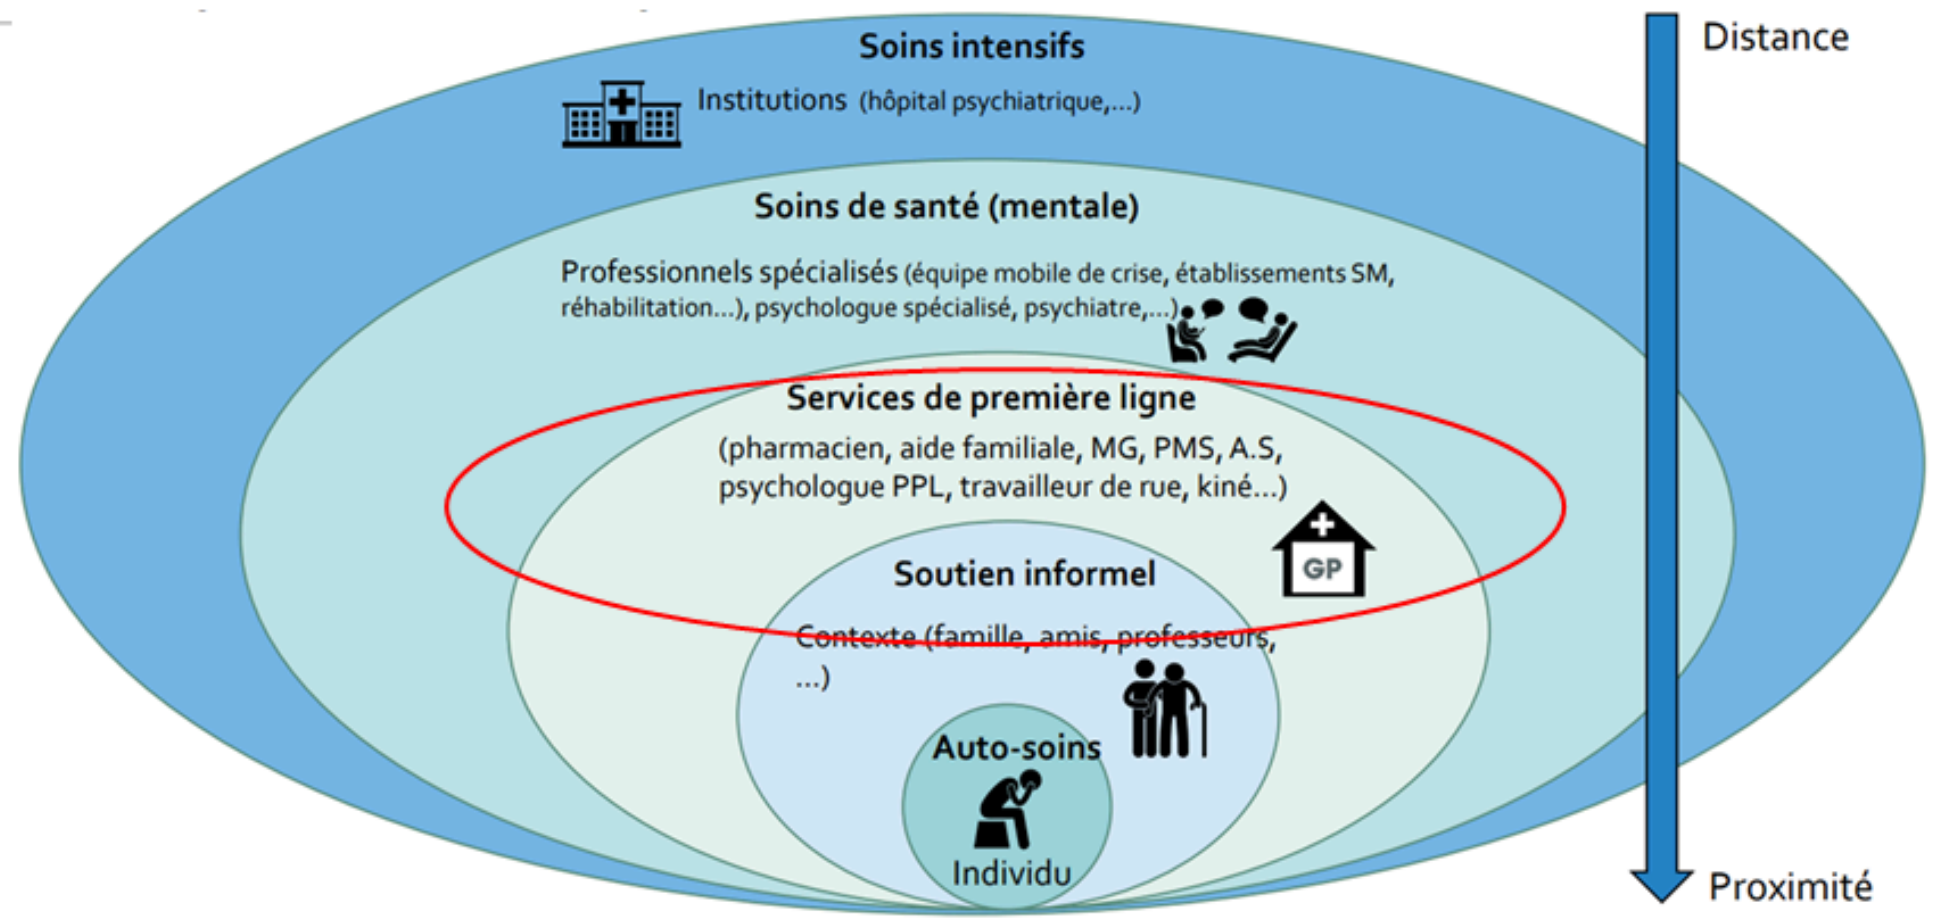 Soins intensifs
Distance
Institutions (hôpital psychiatrique,...)
Soins de santé (mentale)
Professionnels spécialisés (équipe mobile de crise, établissements SM,
réhabilitation...), psychologue spécialisé, psychiatre,...)
Services de première ligne
(pharmacien, aide familiale, MG, PMS, A.S,
psychologue PPL, travailleur de rue, kiné...)
GP
Soutien informel
Contexte (famille, amis, professeurs,
...)
Auto-soins
Individu
Proximité